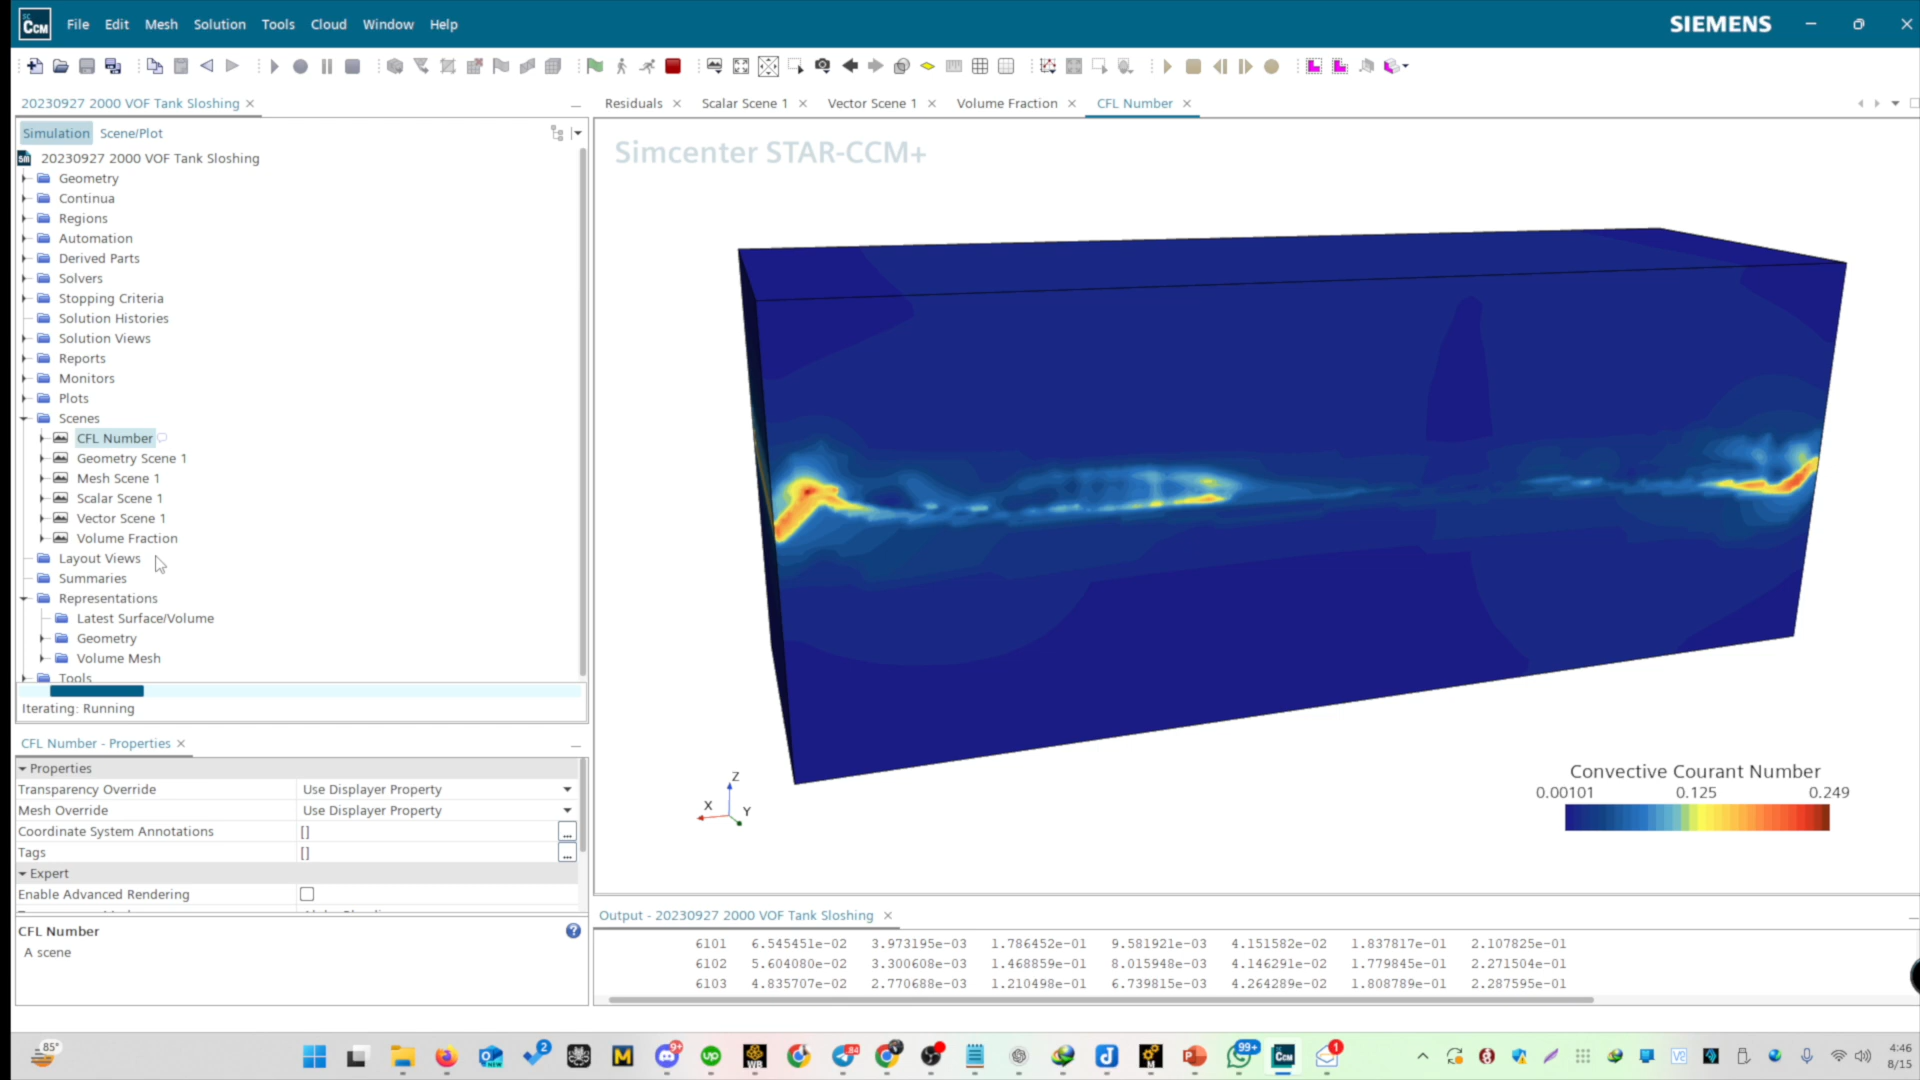 CCM File Edit Mesh Solution Tools Cloud Window Help SIEMENS
20230927 2000 VOF Tank Sloshing
Residuals Scalar Scene 1 Vector Scene 1 Volume Fraction CFL Number
Simulation Scene/Plot
20230927 2000 VOF Tank Sloshing
Geometry
Continua
Regions
Automation
Derived Parts
Solvers
Stopping Criteria
Solution Histories
Solution Views
Reports
Monitors
Plots
Scenes
CFL Number
Geometry Scene 1
Mesh Scene 1
Scalar Scene 1
Vector Scene 1
Volume Fraction
Layout Views
Summaries
Representations
Latest Surface/Volume
Geometry
Volume Mesh
Tools
Iterating: Running
CFL Number - Properties
Properties
Transparency Override Use Displayer Property
Mesh Override Use Displayer Property
Coordinate System Annotations []
Tags []
Expert
Enable Advanced Rendering
CFL Number
A scene
Simcenter STAR-CCM+
Z
X
Y
Convective Courant Number
0.00101 0.125 0.249
Output - 20230927 2000 VOF Tank Sloshing
6101 6.545451e-02 3.973195e-03 1.786452e-01 9.581921e-03 4.151582e-02 1.837817e-01 2.107825e-01
6102 5.604080e-02 3.300608e-03 1.468859e-01 8.015948e-03 4.146291e-02 1.779845e-01 2.271504e-01
6103 4.835707e-02 2.770688e-03 1.210498e-01 6.739815e-03 4.264289e-02 1.808789e-01 2.287595e-01
85°
NEW
2
M
9+
up
WB
84
J
M
P
99+
CCM
1
4:46
8/15